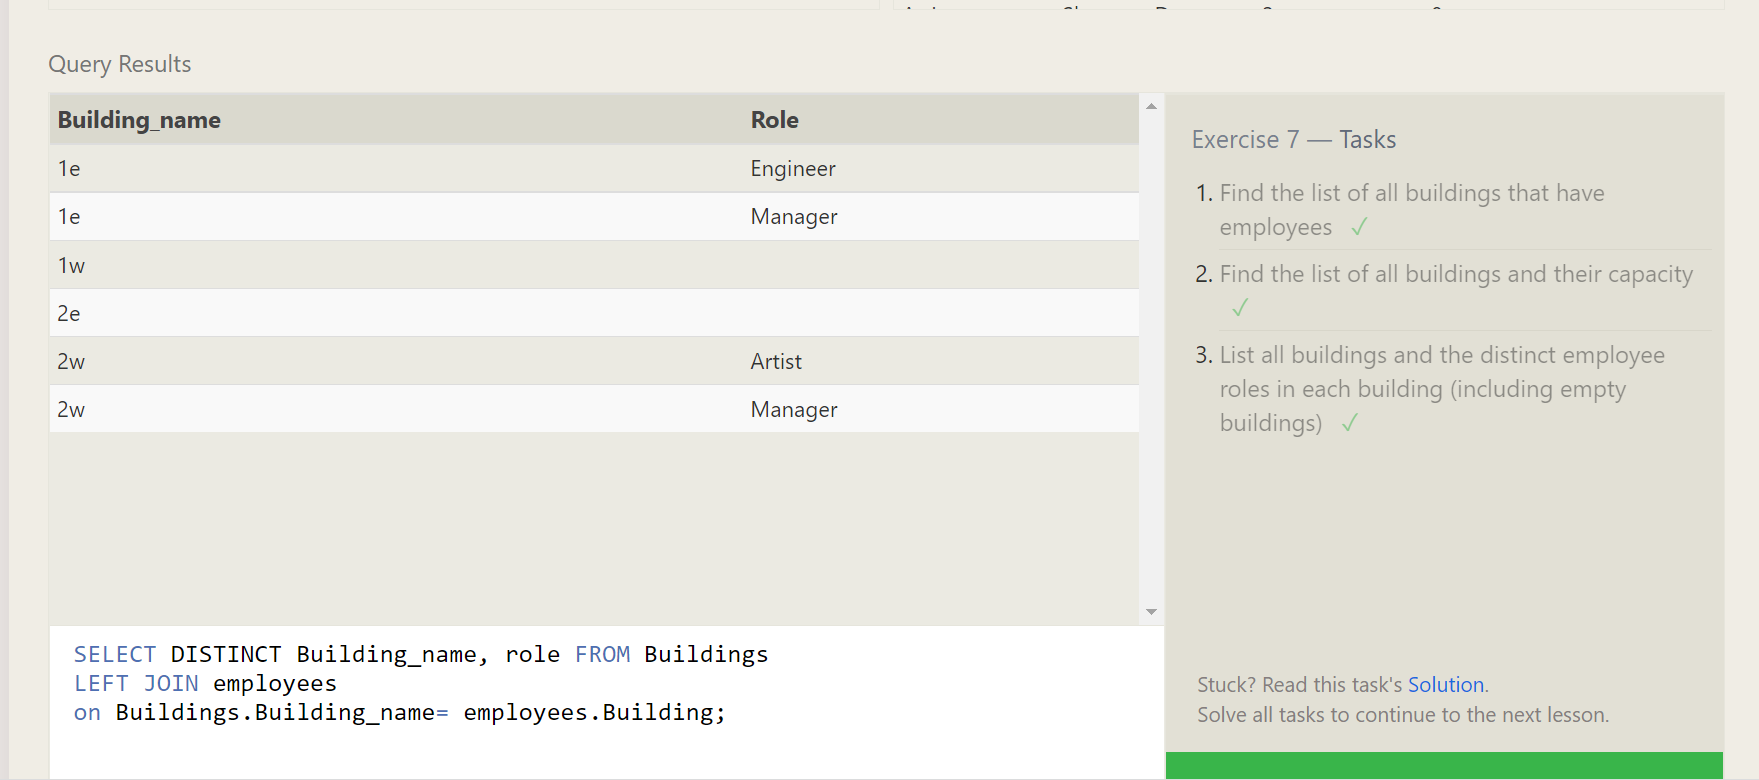 Query Results
Building_name Role
1e Engineer
1e Manager
1w
2e
2w Artist
2w Manager
SELECT DISTINCT Building_name, role FROM Buildings
LEFT JOIN employees
on Buildings.Building_name= employees.Building;
Exercise 7 — Tasks
1. Find the list of all buildings that have
employees ✓
2. Find the list of all buildings and their capacity
✓
3. List all buildings and the distinct employee
roles in each building (including empty
buildings) ✓
Stuck? Read this task's Solution.
Solve all tasks to continue to the next lesson.